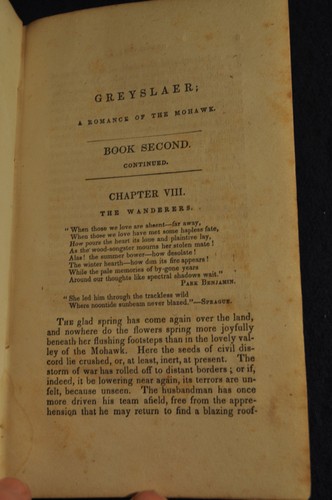 GREYSLAER;
A ROMANCE OF THE MOHAWK.
BOOK SECOND.
CONTINUED.
CHAPTER VIII.
THE WANDERERS.
"When those we love are absent—far away,
When those we love have met some hapless fate,
How pours the heart its lone and plaintive lay,
As the wood-songster mourns her stolen mate!
Alas! the summer bower—how desolate!
The winter hearth—how dim its fire appears!
While the pale memories of by-gone years
Around our thoughts like spectral shadows wait."
PARK BENJAMIN.
"She led him through the trackless wild
Where noontide sunbeam never blazed."—SPRAGUE.
THE glad spring has come again over the land,
and nowhere do the flowers spring more joyfully
beneath her flushing footsteps than in the lovely val-
ley of the Mohawk. Here the seeds of civil dis-
cord lie crushed, or, at least, inert, at present. The
storm of war has rolled off to distant borders; or if,
indeed, it be lowering near again, its terrors are un-
felt, because unseen. The husbandman has once
more driven his team afield, free from the appre-
hension that he may return to find a blazing roof-